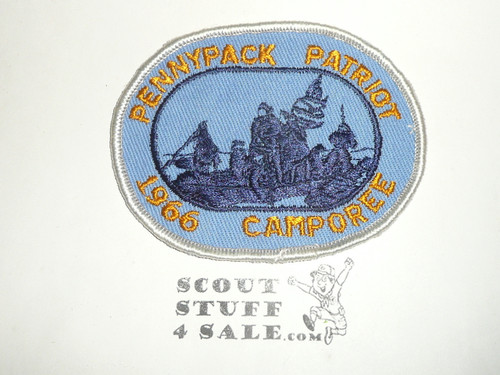 PENNYPACK PATRIOT
1966 CAMPOREE
SCOUT
STUFF
4 SALE.com